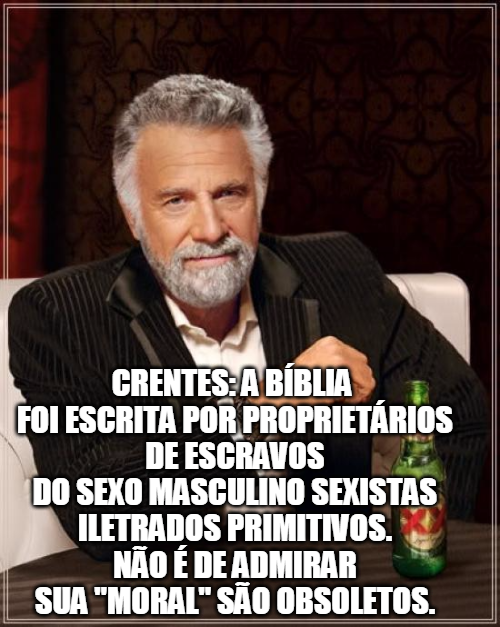 CRENTES: A BÍBLIA
FOI ESCRITA POR PROPRIETÁRIOS
DE ESCRAVOS
DO SEXO MASCULINO SEXISTAS
ILETRADOS PRIMITIVOS.
NÃO É DE ADMIRAR
SUA "MORAL" SÃO OBSOLETOS.
XX